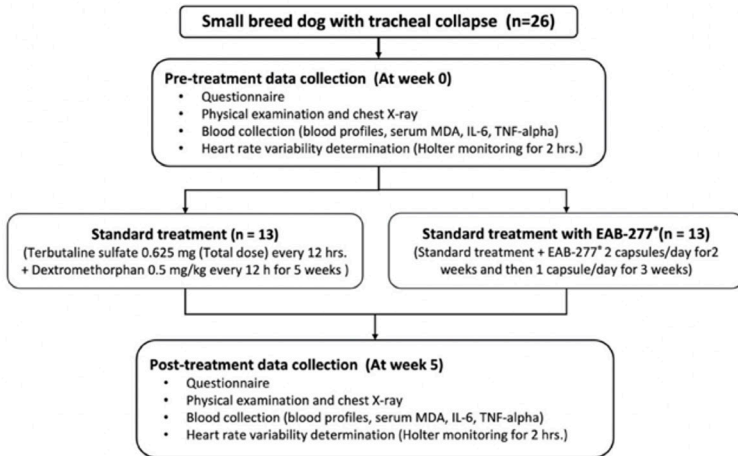 Small breed dog with tracheal collapse (n=26)
Pre-treatment data collection (At week 0)
• Questionnaire
• Physical examination and chest X-ray
• Blood collection (blood profiles, serum MDA, IL-6, TNF-alpha)
• Heart rate variability determination (Holter monitoring for 2 hrs.)
Standard treatment (n = 13)
(Terbutaline sulfate 0.625 mg (Total dose) every 12 hrs.
+ Dextromethorphan 0.5 mg/kg every 12 h for 5 weeks )
Standard treatment with EAB-277*(n = 13)
(Standard treatment + EAB-277* 2 capsules/day for2
weeks and then 1 capsule/day for 3 weeks)
Post-treatment data collection (At week 5)
• Questionnaire
• Physical examination and chest X-ray
• Blood collection (blood profiles, serum MDA, IL-6, TNF-alpha)
• Heart rate variability determination (Holter monitoring for 2 hrs.)